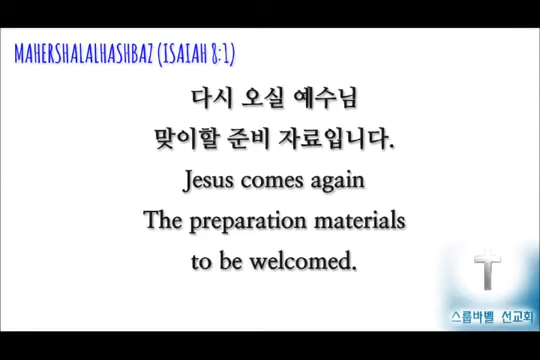 MAHERSHALALHASHBAZ (ISAIAH 8:1)
다시 오실 예수님
맞이할 준비 자료입니다.
Jesus comes again
The preparation materials
to be welcomed.
스룹바벨 선교회